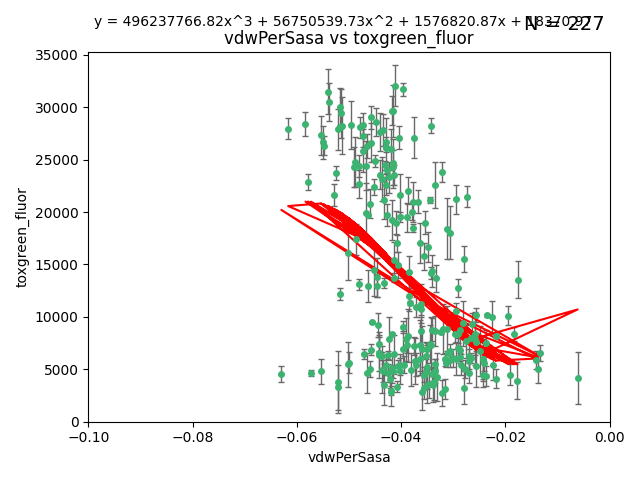 y = 496237766.82x^3 + 56750539.73x^2 + 1576820.87x +
N = 227
vdwPerSasa vs toxgreen_fluor
toxgreen_fluor
35000
30000
25000
20000
15000
10000
5000
0
−0.10 −0.08 −0.06 −0.04 −0.02 0.00
vdwPerSasa